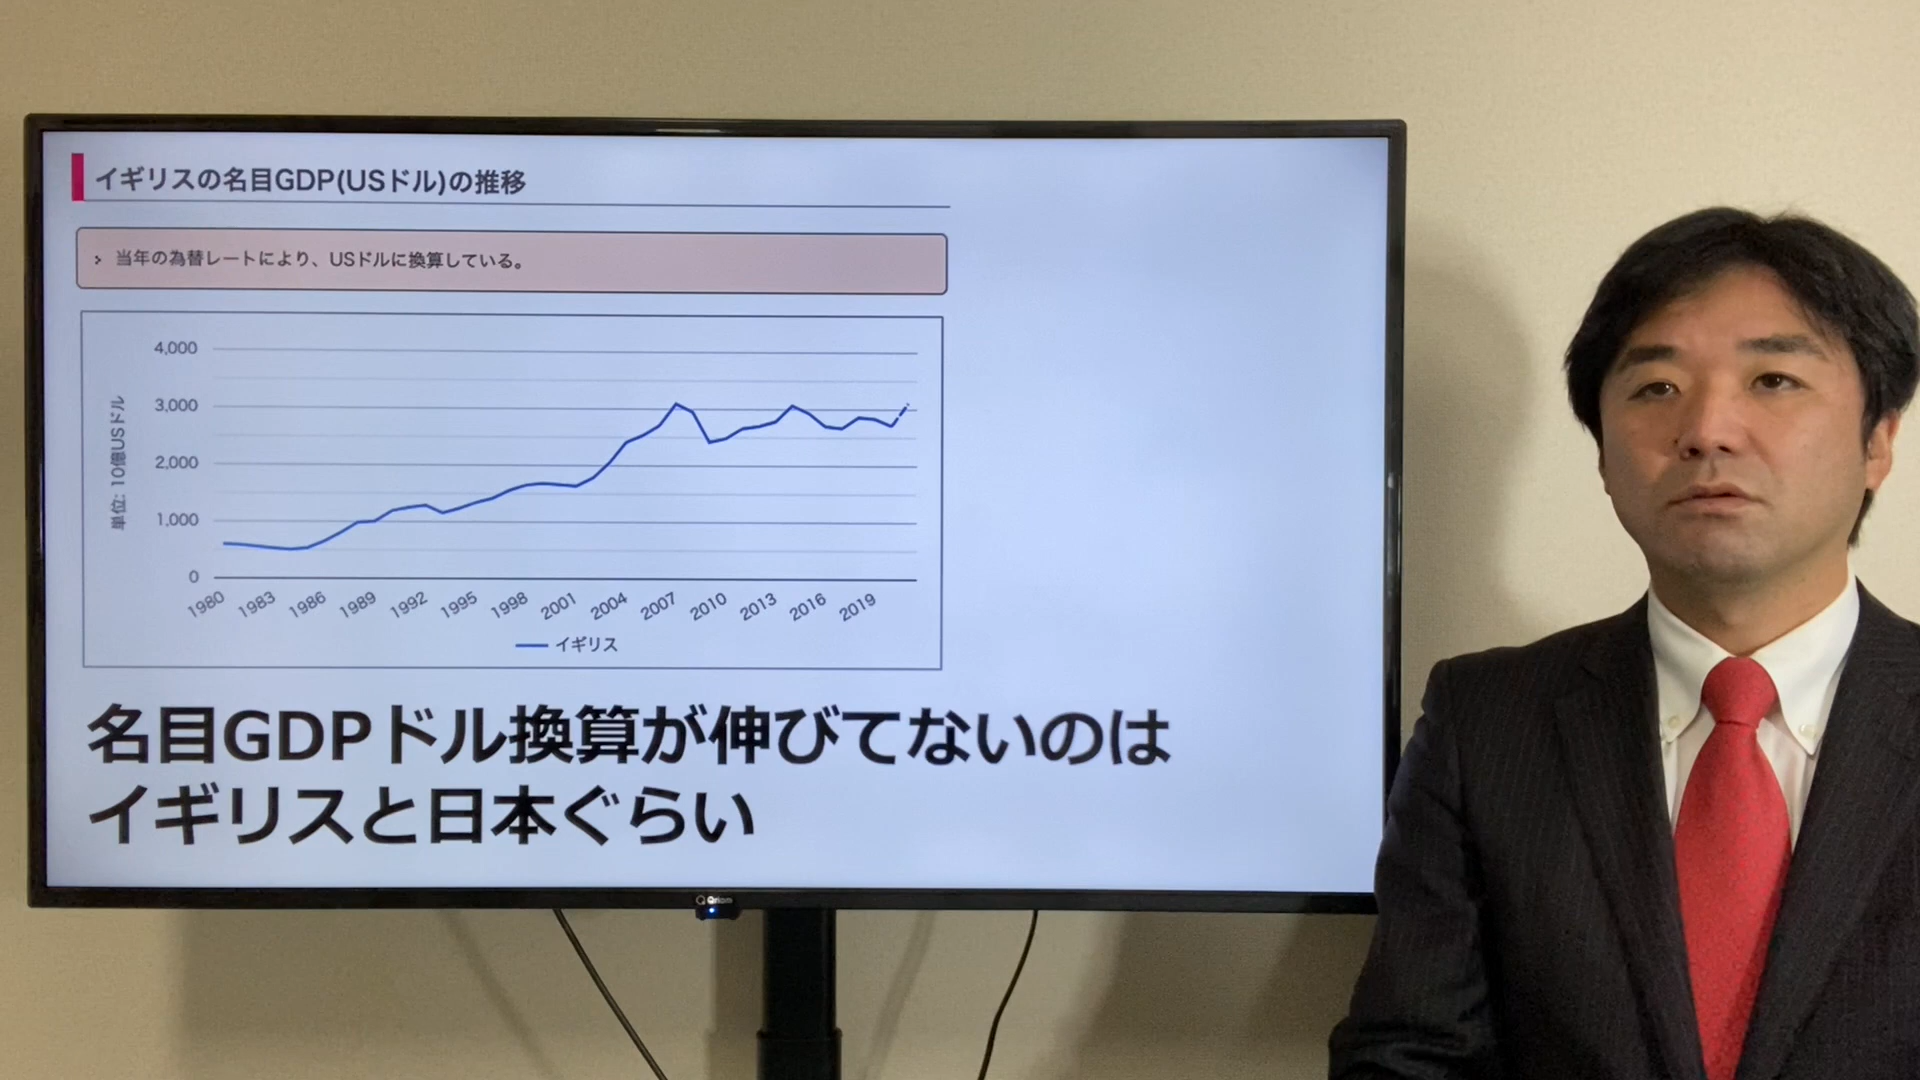 イギリスの名目GDP(USドル)の推移
› 当年の為替レートにより、USドルに換算している。
単位: 10億USドル
4,000
3,000
2,000
1,000
0
1980 1983 1986 1989 1992 1995 1998 2001 2004 2007 2010 2013 2016 2019
イギリス
名目GDPドル換算が伸びてないのは
イギリスと日本ぐらい
Qriom